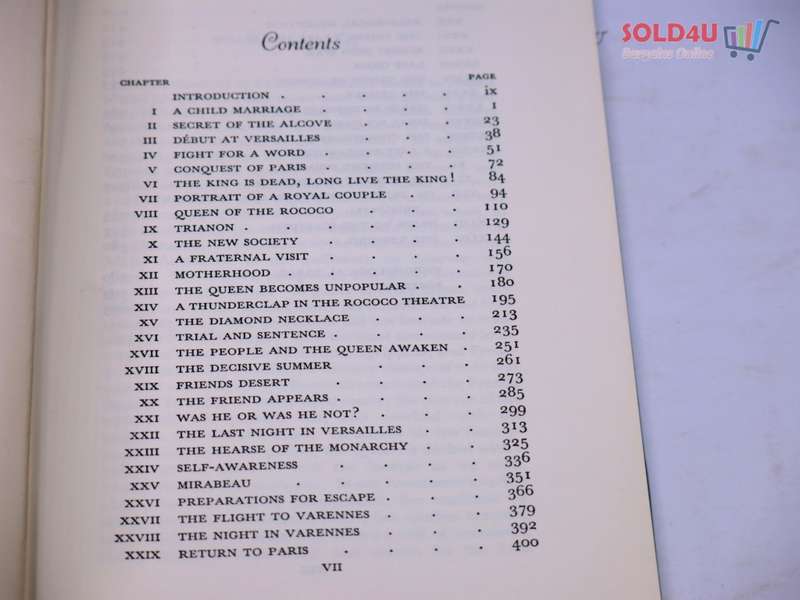 SOLD4U
Bargains Online
Contents
CHAPTER PAGE
INTRODUCTION . . . . . ix
I A CHILD MARRIAGE . . . . 1
II SECRET OF THE ALCOVE . . . . 23
III DÉBUT AT VERSAILLES . . . 38
IV FIGHT FOR A WORD . . . . 51
V CONQUEST OF PARIS . . . . 72
VI THE KING IS DEAD, LONG LIVE THE KING! 84
VII PORTRAIT OF A ROYAL COUPLE . . 94
VIII QUEEN OF THE ROCOCO . . . 110
IX TRIANON . . . . . . 129
X THE NEW SOCIETY . . . . 144
XI A FRATERNAL VISIT . . . . 156
XII MOTHERHOOD . . . . . 170
XIII THE QUEEN BECOMES UNPOPULAR . . 180
XIV A THUNDERCLAP IN THE ROCOCO THEATRE 195
XV THE DIAMOND NECKLACE . . . 213
XVI TRIAL AND SENTENCE . . . . 235
XVII THE PEOPLE AND THE QUEEN AWAKEN . 251
XVIII THE DECISIVE SUMMER . . . 261
XIX FRIENDS DESERT . . . . 273
XX THE FRIEND APPEARS . . . . 285
XXI WAS HE OR WAS HE NOT? . . . 299
XXII THE LAST NIGHT IN VERSAILLES . . 313
XXIII THE HEARSE OF THE MONARCHY . . 325
XXIV SELF-AWARENESS . . . . 336
XXV MIRABEAU . . . . . 351
XXVI PREPARATIONS FOR ESCAPE . . . 366
XXVII THE FLIGHT TO VARENNES . . . 379
XXVIII THE NIGHT IN VARENNES . . . 392
XXIX RETURN TO PARIS . . . . 400
VII